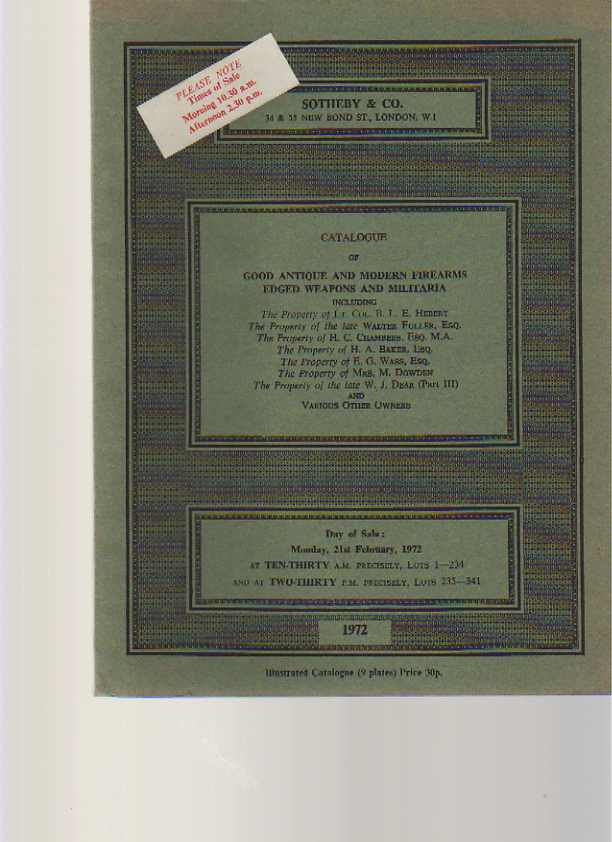 PLEASE NOTE
Times of Sale
Morning 10.30 a.m.
Afternoon 2.30 p.m.
SOTHEBY & CO.
34 & 35 NEW BOND ST., LONDON, W.1
CATALOGUE
OF
GOOD ANTIQUE AND MODERN FIREARMS
EDGED WEAPONS AND MILITARIA
INCLUDING
The Property of Lt. Col. B. L. E. Hebert
The Property of the late Walter Fuller, Esq.
The Property of H. C. Chambers, Esq. M.A.
The Property of H. A. Baker, Esq.
The Property of E. G. Wass, Esq.
The Property of Mrs. M. Dowden
The Property of the late W. J. Dear (Part III)
AND
Various Other Owners
Day of Sale:
Monday, 21st February, 1972
AT TEN-THIRTY A.M. PRECISELY, LOTS 1—234
AND AT TWO-THIRTY P.M. PRECISELY, LOTS 235—341
1972
Illustrated Catalogue (9 plates) Price 30p.